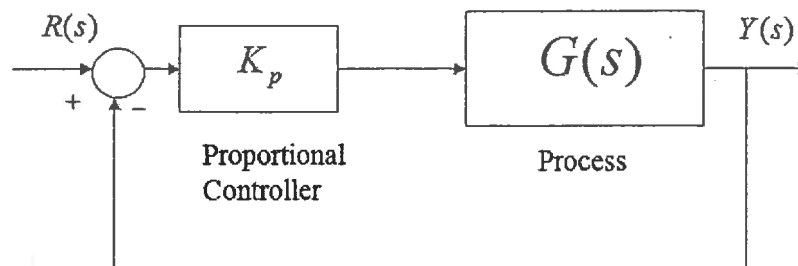 R(s)
Y(s)
K_p
G(s)
+
−
Proportional
Controller
Process